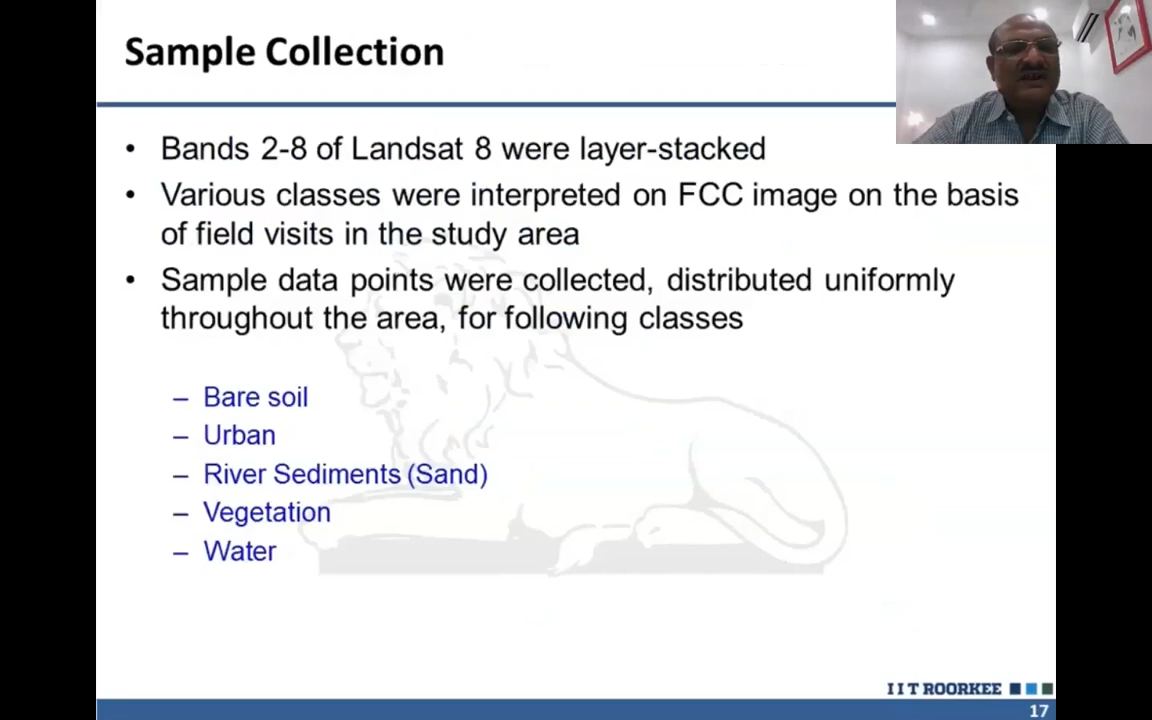 Sample Collection
• Bands 2-8 of Landsat 8 were layer-stacked
• Various classes were interpreted on FCC image on the basis
of field visits in the study area
• Sample data points were collected, distributed uniformly
throughout the area, for following classes
– Bare soil
– Urban
– River Sediments (Sand)
– Vegetation
– Water
IIT ROORKEE
17